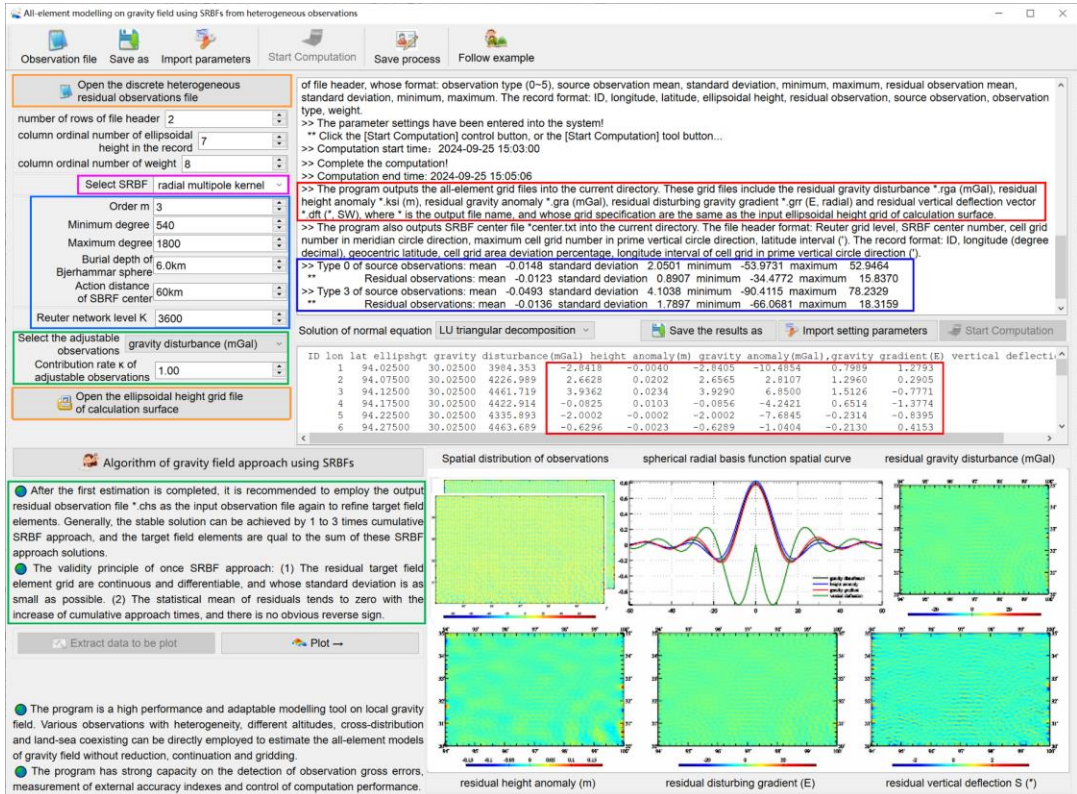 All-element modelling on gravity field using SRBFs from heterogeneous observations
Observation file
Save as
Import parameters
Start Computation
Save process
Follow example
Open the discrete heterogeneous
residual observations file
number of rows of file header 2
column ordinal number of ellipsoidal
height in the record 7
column ordinal number of weight 8
Select SRBF radial multipole kernel
Order m 3
Minimum degree 540
Maximum degree 1800
Burial depth of
Bjerhammar sphere 6.0km
Action distance
of SBRF center 60km
Reuter network level K 3600
Select the adjustable
observations gravity disturbance (mGal)
Contribution rate κ of
adjustable observations 1.00
Open the ellipsoidal height grid file
of calculation surface
of file header, whose format: observation type (0~5), source observation mean, standard deviation, minimum, maximum, residual observation mean,
standard deviation, minimum, maximum. The record format: ID, longitude, latitude, ellipsoidal height, residual observation, source observation, observation
type, weight.
>> The parameter settings have been entered into the system!
** Click the [Start Computation] control button, or the [Start Computation] tool button...
>> Computation start time: 2024-09-25 15:03:00
>> Complete the computation!
>> Computation end time: 2024-09-25 15:05:06
>> The program outputs the all-element grid files into the current directory. These grid files include the residual gravity disturbance *.rga (mGal), residual
height anomaly *.ksi (m), residual gravity anomaly *.gra (mGal), residual disturbing gravity gradient *.grr (E, radial) and residual vertical deflection vector
*.dft (", SW), where * is the output file name, and whose grid specification are the same as the input ellipsoidal height grid of calculation surface.
>> The program also outputs SRBF center file *center.txt into the current directory. The file header format: Reuter grid level, SRBF center number, cell grid
number in meridian circle direction, maximum cell grid number in prime vertical circle direction, latitude interval ('). The record format: ID, longitude (degree
decimal), geocentric latitude, cell grid area deviation percentage, longitude interval of cell grid in prime vertical circle direction (').
>> Type 0 of source observations: mean -0.0148 standard deviation 2.0501 minimum -53.9731 maximum 52.9464
** Residual observations: mean -0.0123 standard deviation 0.8907 minimum -34.4772 maximum 15.8370
>> Type 3 of source observations: mean -0.0493 standard deviation 4.1038 minimum -90.4115 maximum 78.2329
** Residual observations: mean -0.0136 standard deviation 1.7897 minimum -66.0681 maximum 18.3159
Solution of normal equation LU triangular decomposition
Save the results as
Import setting parameters
Start Computation
ID lon lat ellipshgt gravity disturbance(mGal) height anomaly(m) gravity anomaly(mGal),gravity gradient(E) vertical deflecti
1 94.02500 30.02500 3984.353 -2.8418 -0.0040 -2.8405 -10.4854 0.7989 1.2793
2 94.07500 30.02500 4226.989 2.6628 0.0202 2.6565 2.8107 1.2960 0.2905
3 94.12500 30.02500 4461.719 3.9362 0.0234 3.9290 6.8500 1.5126 -0.7771
4 94.17500 30.02500 4422.914 -0.0825 0.0103 -0.0856 -4.2421 0.6514 -1.3774
5 94.22500 30.02500 4335.893 -2.0002 -0.0002 -2.0002 -7.6845 -0.2314 -0.8395
6 94.27500 30.02500 4463.689 -0.6296 -0.0023 -0.6289 -1.0404 -0.2130 0.4153
Algorithm of gravity field approach using SRBFs
After the first estimation is completed, it is recommended to employ the output
residual observation file *.chs as the input observation file again to refine target field
elements. Generally, the stable solution can be achieved by 1 to 3 times cumulative
SRBF approach, and the target field elements are qual to the sum of these SRBF
approach solutions.
The validity principle of once SRBF approach: (1) The residual target field
element grid are continuous and differentiable, and whose standard deviation is as
small as possible. (2) The statistical mean of residuals tends to zero with the
increase of cumulative approach times, and there is no obvious reverse sign.
Extract data to be plot
Plot →
The program is a high performance and adaptable modelling tool on local gravity
field. Various observations with heterogeneity, different altitudes, cross-distribution
and land-sea coexisting can be directly employed to estimate the all-element models
of gravity field without reduction, continuation and gridding.
The program has strong capacity on the detection of observation gross errors,
measurement of external accuracy indexes and control of computation performance.
Spatial distribution of observations
spherical radial basis function spatial curve
residual gravity disturbance (mGal)
gravity disturbance
height anomaly
gravity gradient
vertical deflection
residual height anomaly (m)
residual disturbing gradient (E)
residual vertical deflection S (")